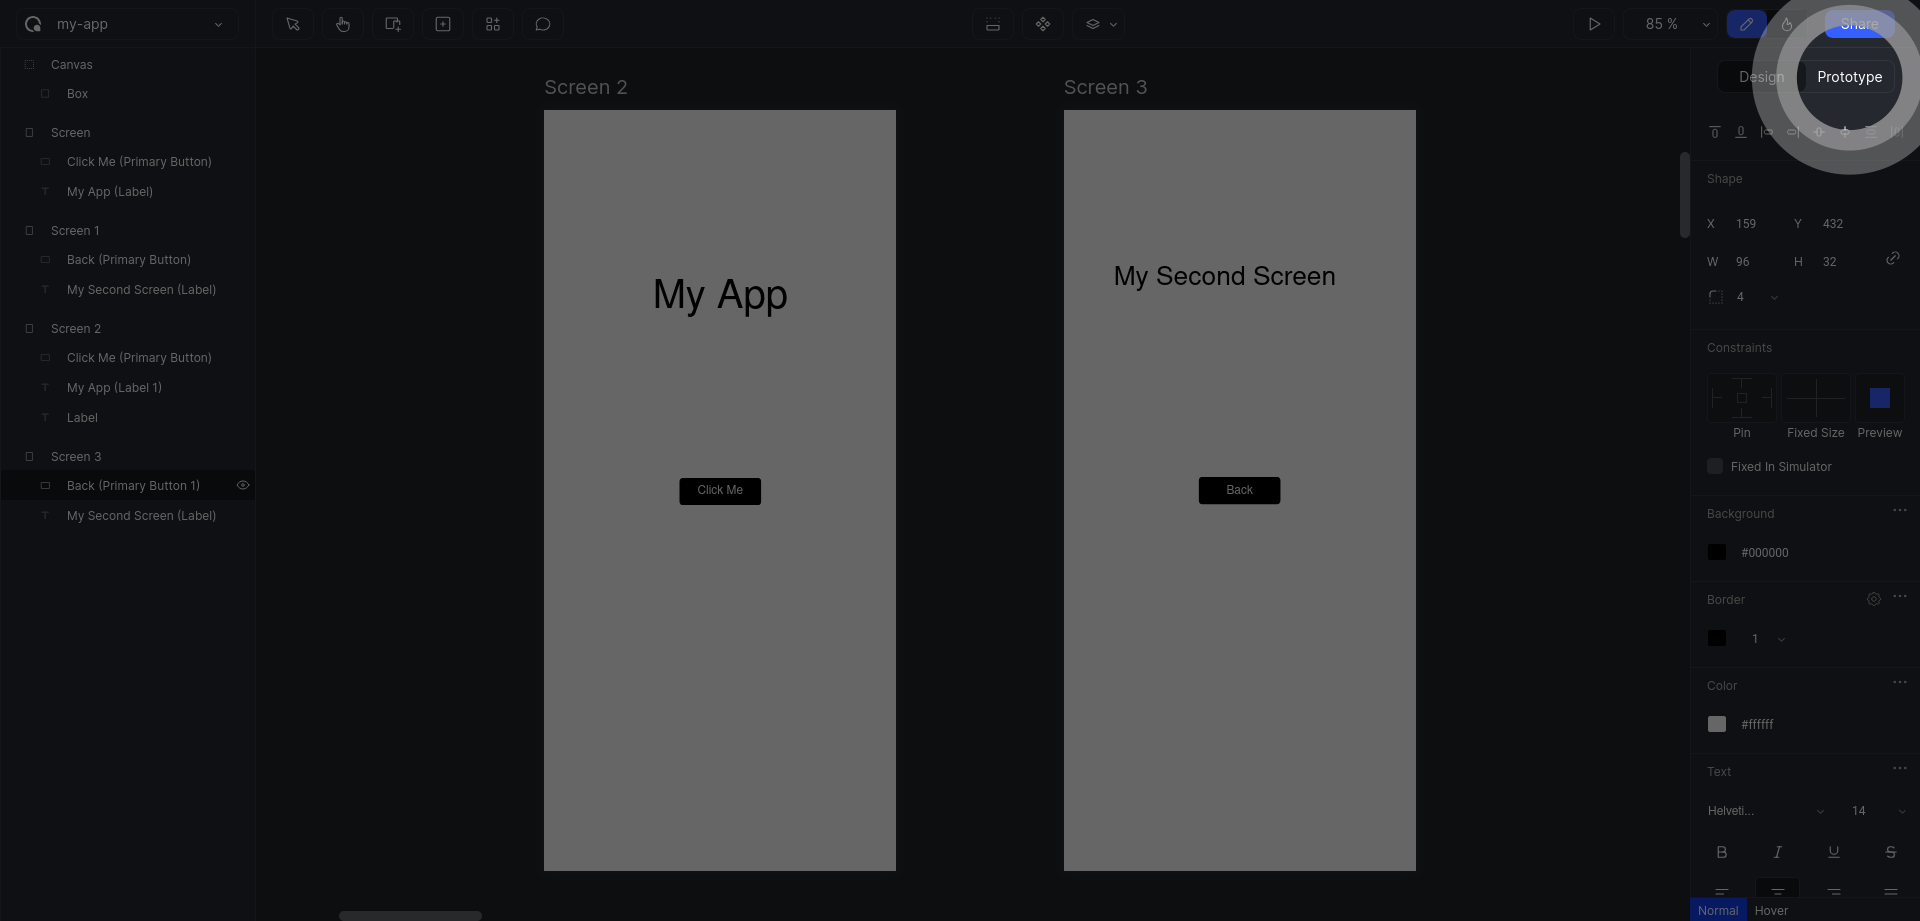 my-app
85 %
Share
Canvas
Box
Screen
Click Me (Primary Button)
My App (Label)
Screen 1
Back (Primary Button)
My Second Screen (Label)
Screen 2
Click Me (Primary Button)
My App (Label 1)
Label
Screen 3
Back (Primary Button 1)
My Second Screen (Label)
Screen 2
My App
Click Me
Screen 3
My Second Screen
Back
Design
Prototype
Shape
X 159 Y 432
W 96 H 32
4
Constraints
Pin
Fixed Size
Preview
Fixed In Simulator
Background
#000000
Border
1
Color
#ffffff
Text
Helveti...
14
B I U S
Normal
Hover